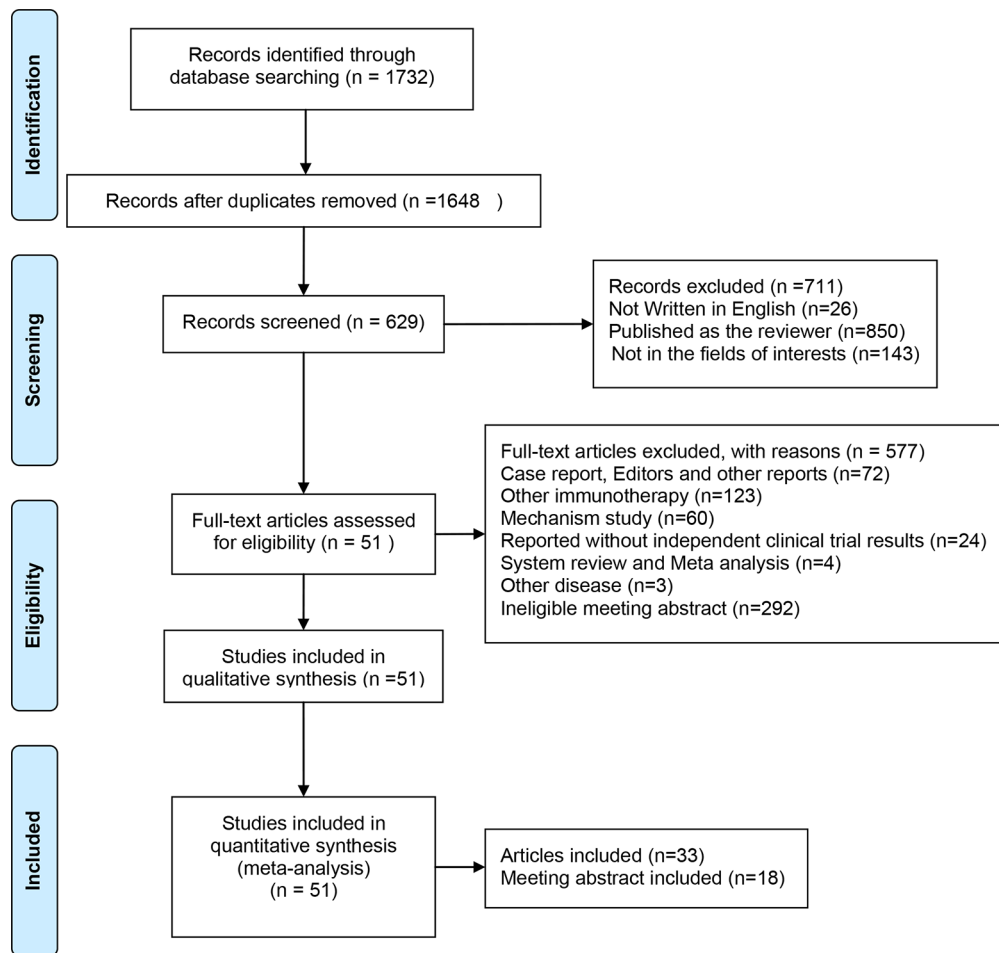 Identification
Records identified through
database searching (n = 1732)
Records after duplicates removed (n =1648   )
Screening
Records screened (n = 629)
Records excluded (n =711)
Not Written in English (n=26)
Published as the reviewer (n=850)
Not in the fields of interests (n=143)
Eligibility
Full-text articles assessed
for eligibility (n = 51 )
Full-text articles excluded, with reasons (n = 577)
Case report, Editors and other reports (n=72)
Other immunotherapy (n=123)
Mechanism study (n=60)
Reported without independent clinical trial results (n=24)
System review and Meta analysis (n=4)
Other disease (n=3)
Ineligible meeting abstract (n=292)
Studies included in
qualitative synthesis (n =51)
Included
Studies included in
quantitative synthesis
(meta-analysis)
(n = 51)
Articles included (n=33)
Meeting abstract included (n=18)